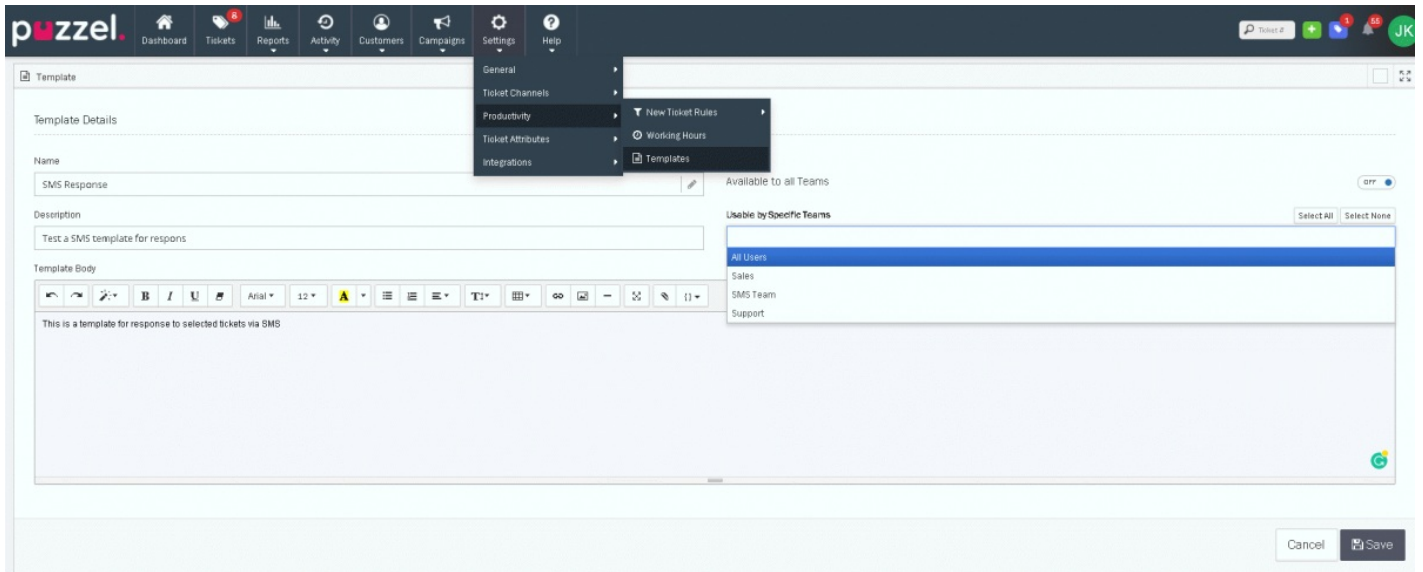 puzzel.
Dashboard
Tickets
8
Reports
Activity
Customers
Campaigns
Settings
Help
Ticket #
1
55
JK
General
Ticket Channels
Productivity
Ticket Attributes
Integrations
New Ticket Rules
Working Hours
Templates
Template
Template Details
Name
SMS Response
Available to all Teams
OFF
Description
Test a SMS template for respons
Usable by Specific Teams
Select All
Select None
All Users
Sales
SMS Team
Support
Template Body
B I U Arial 12 A T {}
This is a template for response to selected tickets via SMS
Cancel
Save